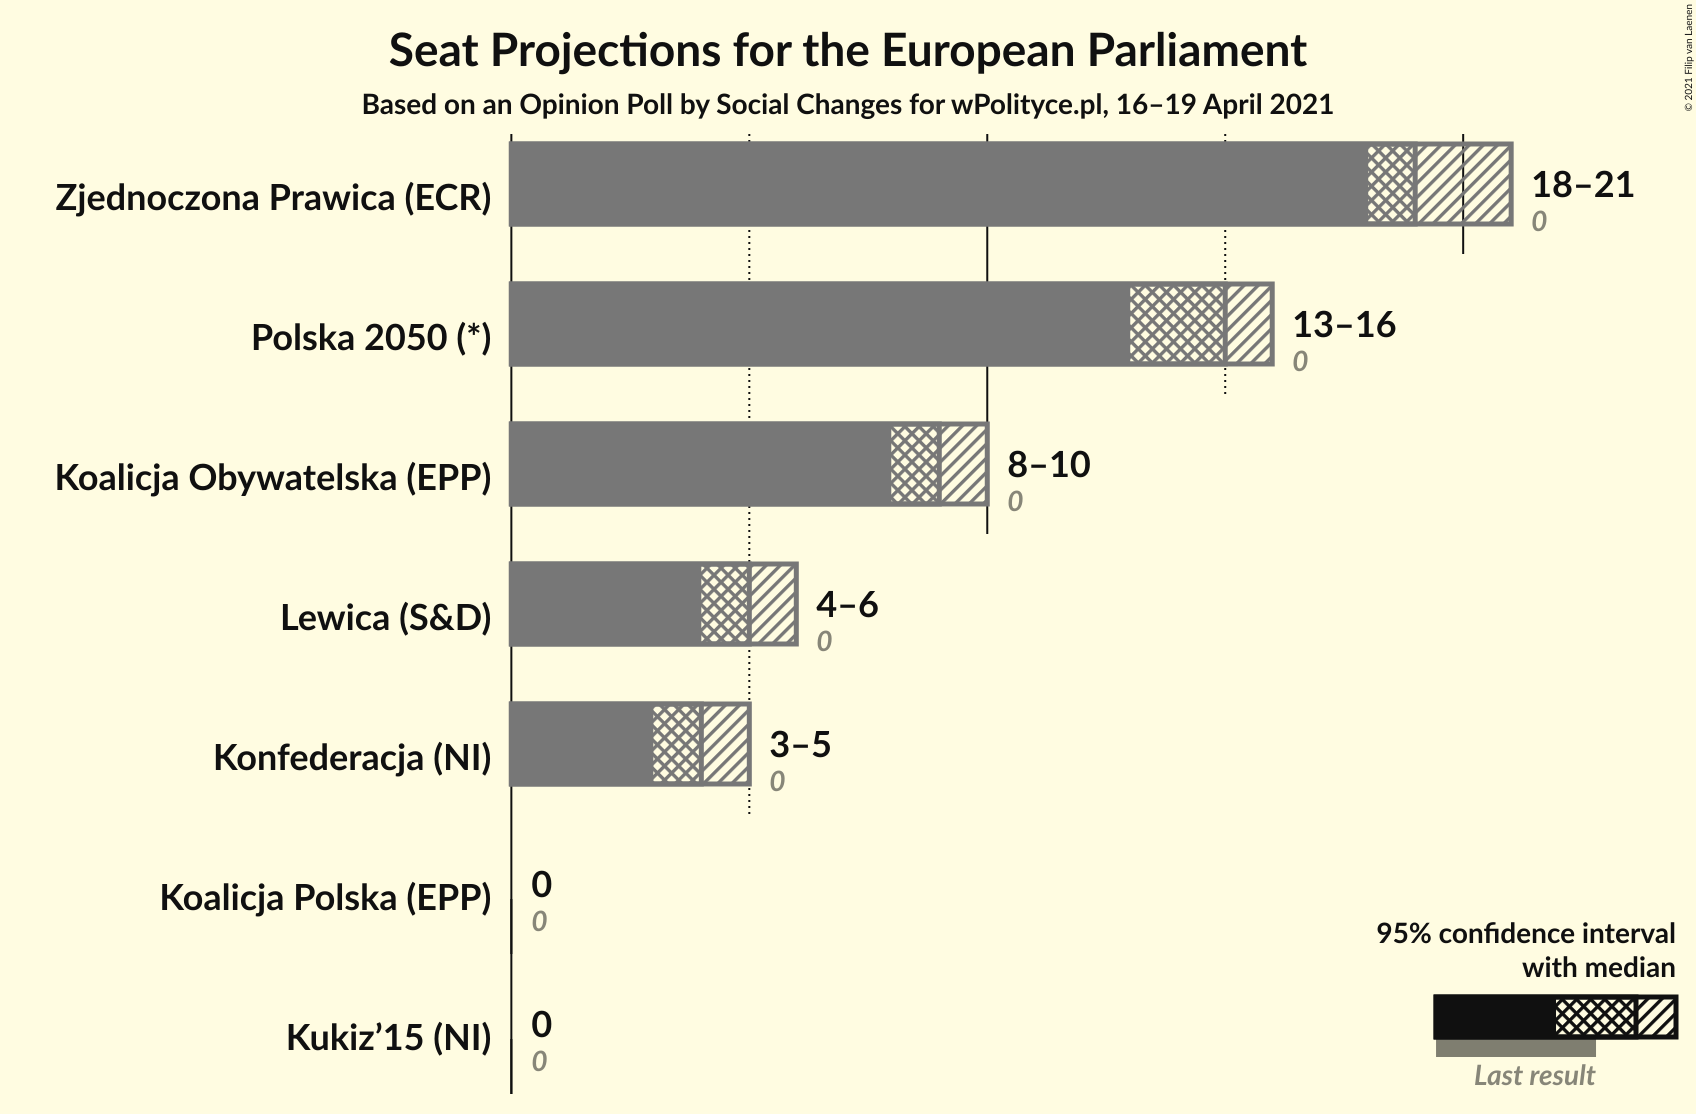 Seat Projections for the European Parliament
Based on an Opinion Poll by Social Changes for wPolityce.pl, 16–19 April 2021
© 2021 Filip van Laenen
Zjednoczona Prawica (ECR)
18–21
0
Polska 2050 (*)
13–16
0
Koalicja Obywatelska (EPP)
8–10
0
Lewica (S&D)
4–6
0
Konfederacja (NI)
3–5
0
Koalicja Polska (EPP)
0
0
Kukiz’15 (NI)
0
0
95% confidence interval
with median
Last result